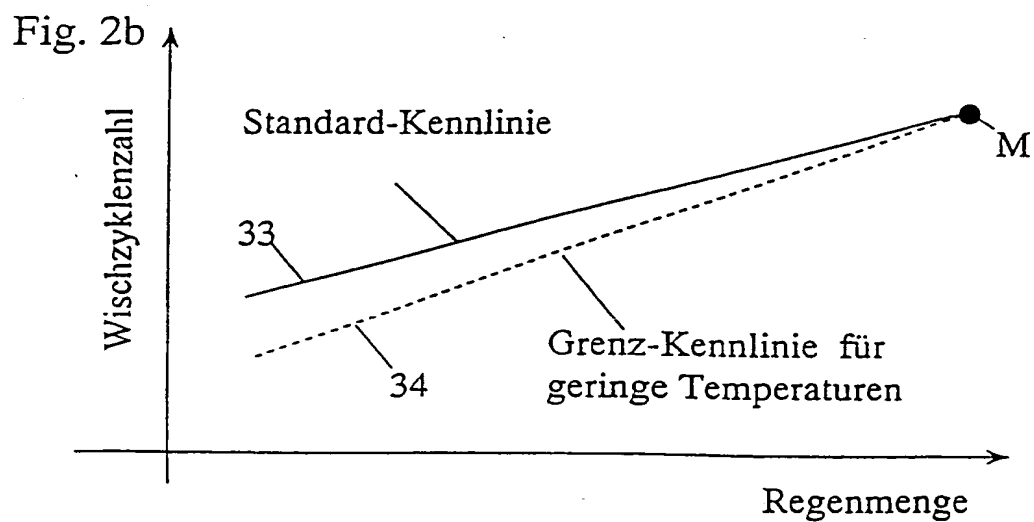 Fig. 2b
Wischzyklenzahl
Standard-Kennlinie
M
33
Grenz-Kennlinie für
geringe Temperaturen
34
Regenmenge